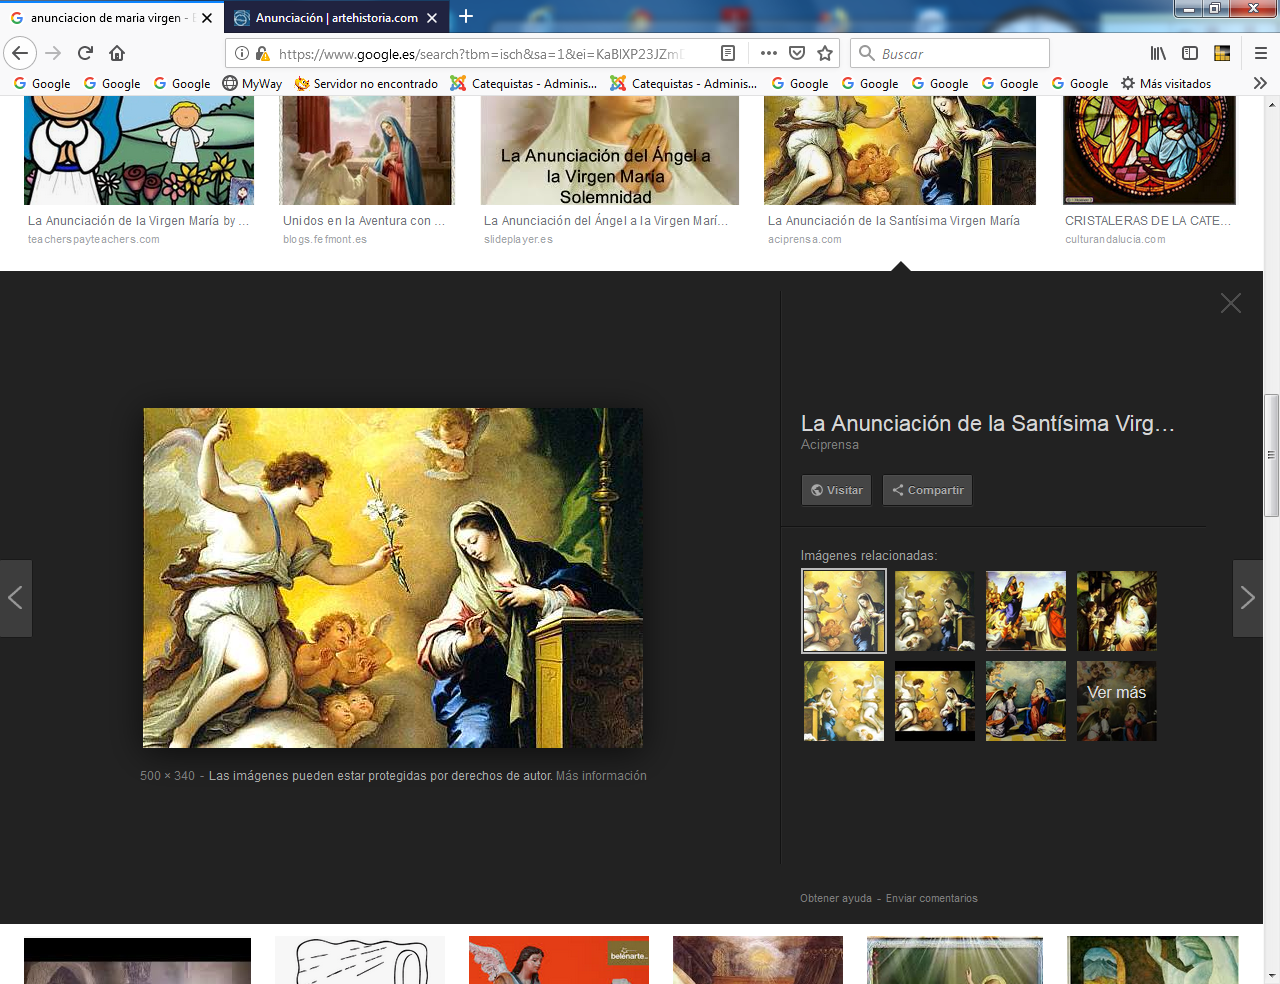 anunciacion de maria virgen -
Anunciación | artehistoria.com
https://www.google.es/search?tbm=isch&sa=1&ei=KaBlXP23JZm
Buscar
Google
Google
Google
MyWay
Servidor no encontrado
Catequistas - Adminis...
Catequistas - Adminis...
Google
Google
Google
Google
Google
Más visitados
La Anunciación del Ángel a
la Virgen María
Solemnidad
La Anunciación de la Virgen María by ...
teacherspayteachers.com
Unidos en la Aventura con ...
blogs.fefmont.es
La Anunciación del Ángel a la Virgen Marí...
slideplayer.es
La Anunciación de la Santísima Virgen María
aciprensa.com
CRISTALERAS DE LA CATE...
culturandalucia.com
La Anunciación de la Santísima Virg...
Aciprensa
Visitar
Compartir
Imágenes relacionadas:
Ver más
500 × 340 - Las imágenes pueden estar protegidas por derechos de autor. Más información
Obtener ayuda - Enviar comentarios
belenarte